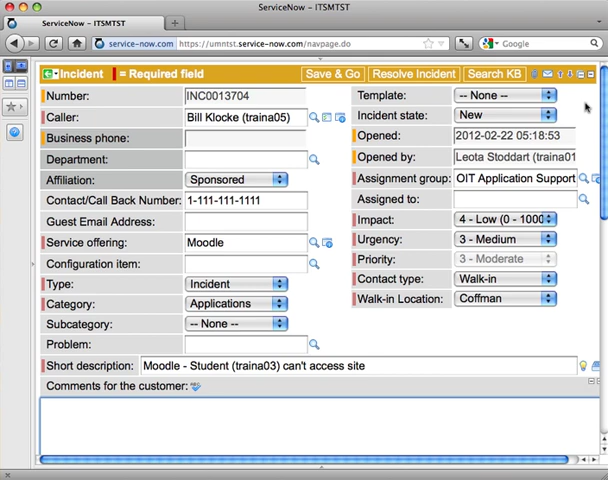 ServiceNow - ITSMTST
ServiceNow - ITSMTST
service-now.com https://umntst.service-now.com/navpage.do
Google
Incident = Required field Save & Go Resolve Incident Search KB
Number: INC0013704
Caller: Bill Klocke (traina05)
Business phone:
Department:
Affiliation: Sponsored
Contact/Call Back Number: 1-111-111-1111
Guest Email Address:
Service offering: Moodle
Configuration item:
Type: Incident
Category: Applications
Subcategory: -- None --
Problem:
Template: -- None --
Incident state: New
Opened: 2012-02-22 05:18:53
Opened by: Leota Stoddart (traina01
Assignment group: OIT Application Support
Assigned to:
Impact: 4 - Low (0 - 1000
Urgency: 3 - Medium
Priority: 3 - Moderate
Contact type: Walk-in
Walk-in Location: Coffman
Short description: Moodle - Student (traina03) can't access site
Comments for the customer: